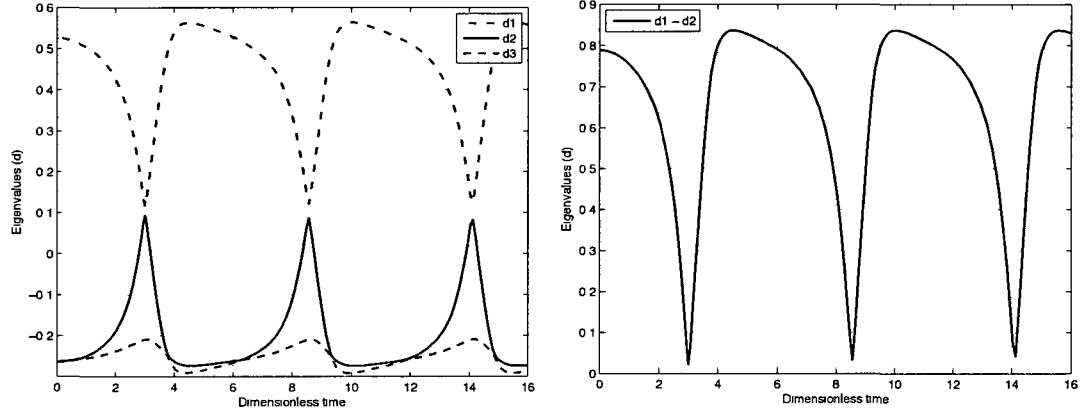 0.6
0 5
0 4
0 3
0 2
0 1
0
−0 1
−0 2
Eigenvalues (d)
d1
d2
d3
0 2 4 6 8 10 12 14 16
Dimensionless time
0.9
0 8
0 7
0 6
0 5
0 4
0 3
0 2
0 1
0
Eigenvalues (d)
d1 − d2
0 2 4 6 8 10 12 14 16
Dimensionless time